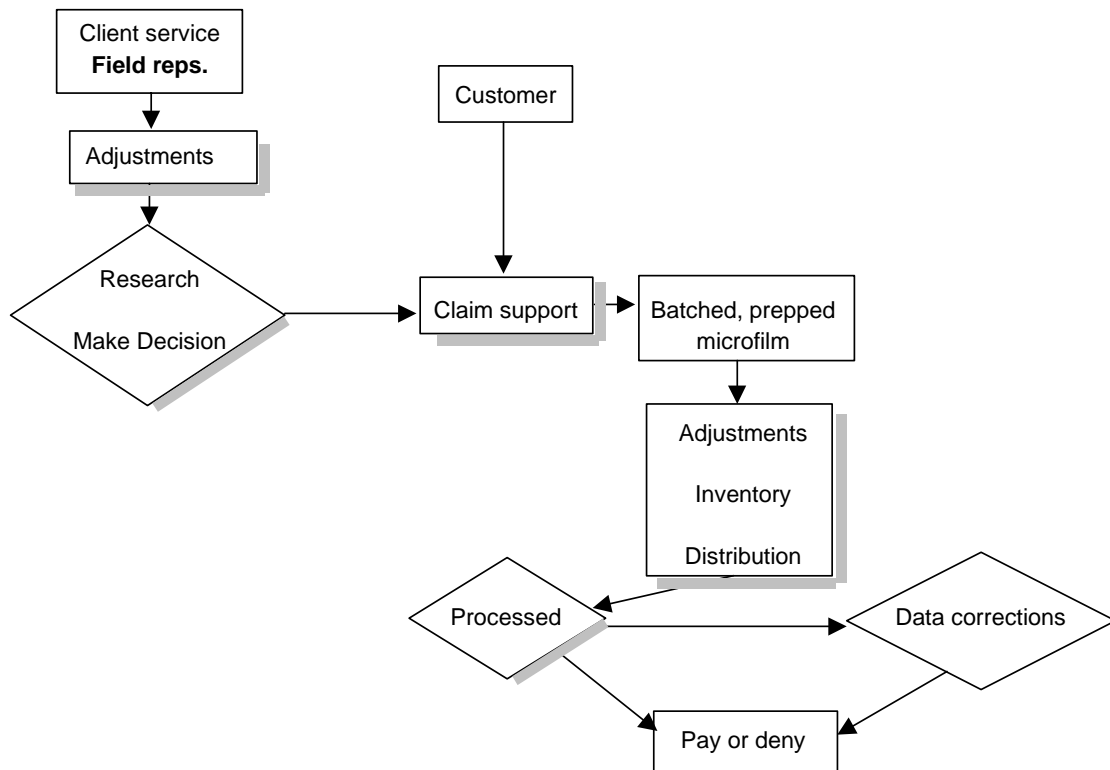 Client service
Field reps.
Customer
Adjustments
Research
Make Decision
Claim support
Batched, prepped
microfilm
Adjustments
Inventory
Distribution
Processed
Data corrections
Pay or deny